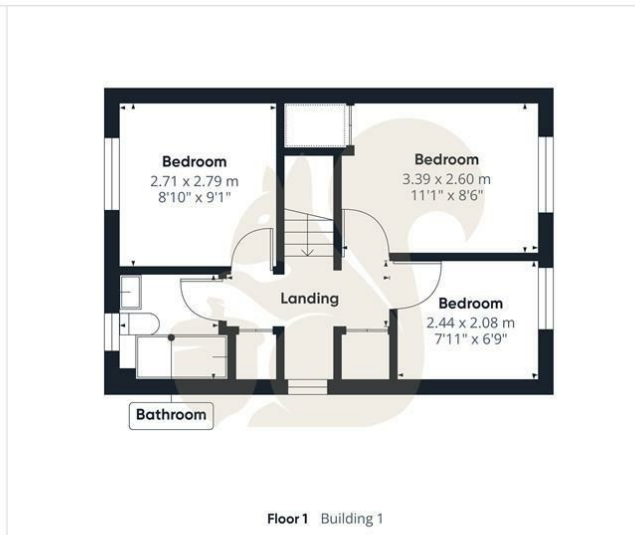 Bedroom
2.71 x 2.79 m
8'10" x 9'1"
Bedroom
3.39 x 2.60 m
11'1" x 8'6"
Landing
Bedroom
2.44 x 2.08 m
7'11" x 6'9"
Bathroom
Floor 1 Building 1